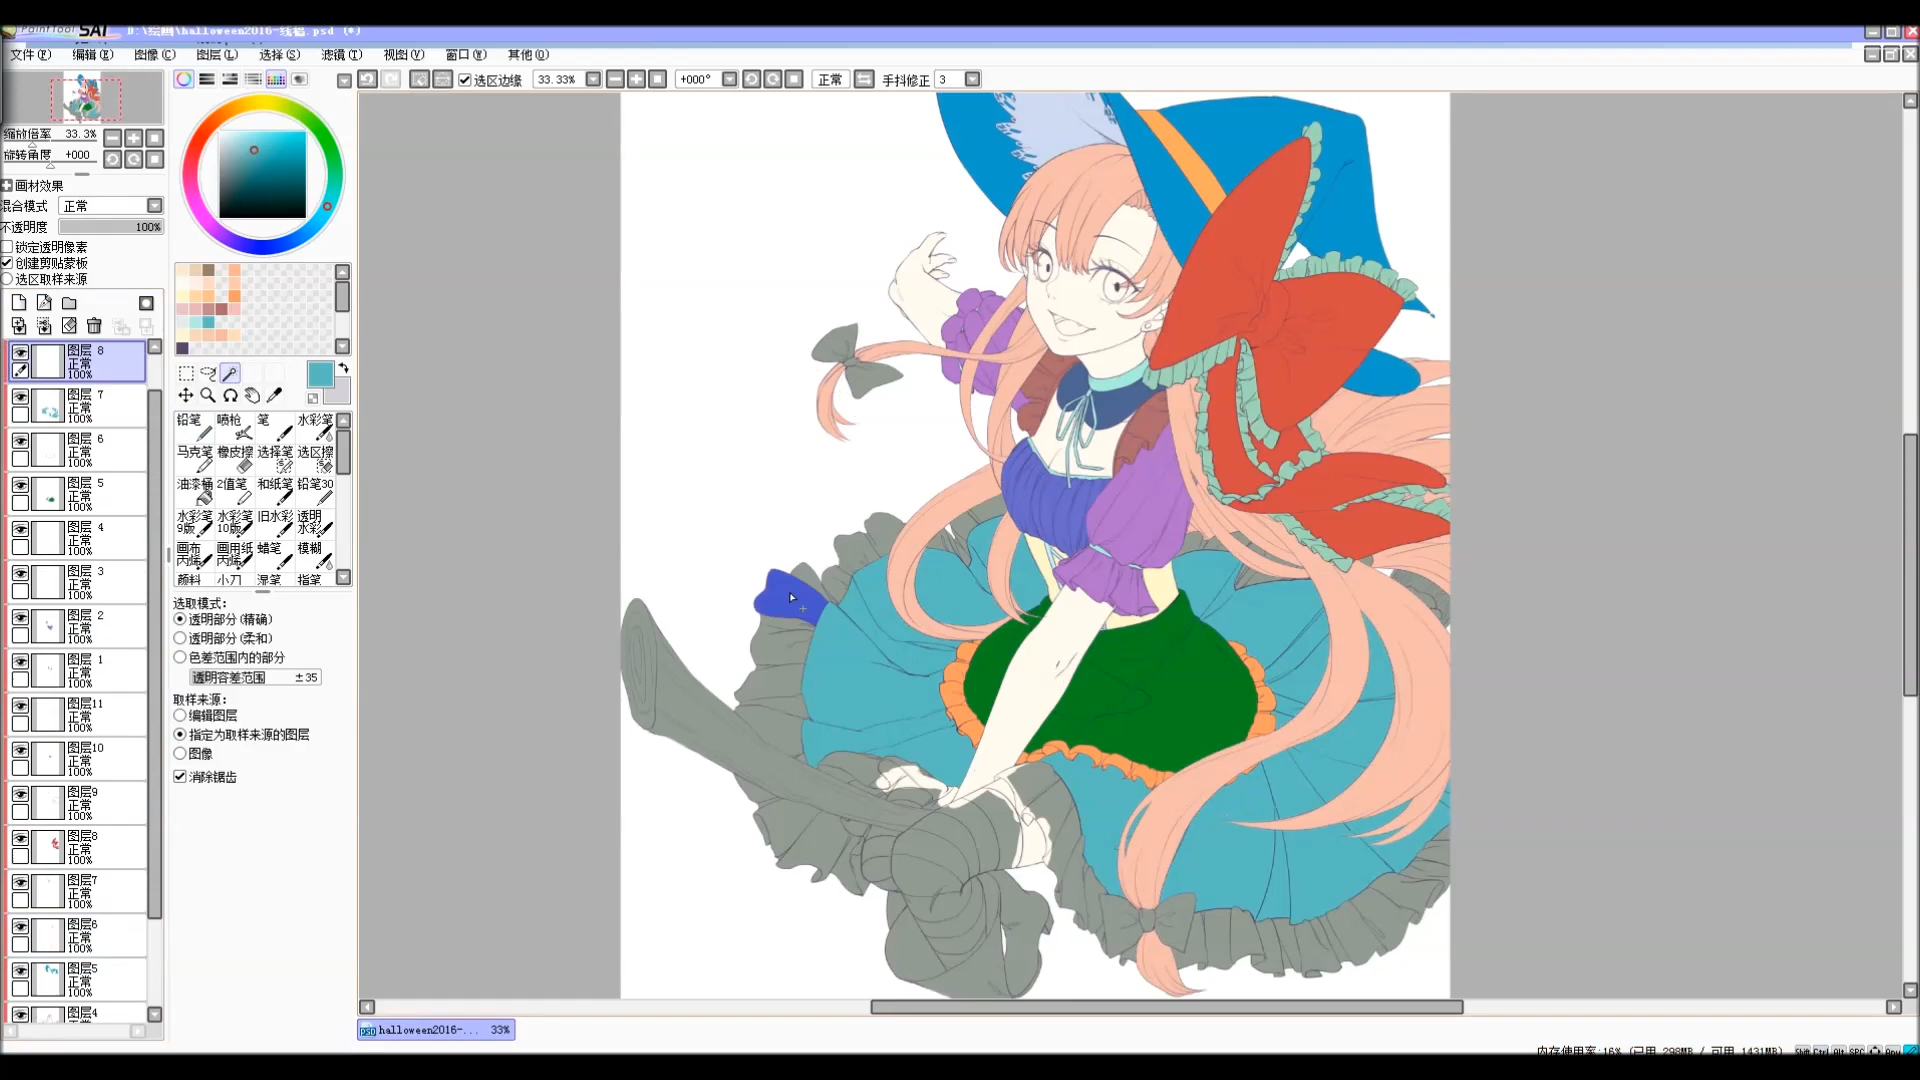 PaintTool SAI D:\绘画\halloween2016-线稿.psd (*)
文件(F) 编辑(E) 图像(C) 图层(L) 选择(S) 滤镜(T) 视图(V) 窗口(W) 其他(O)
选区边缘 33.33% +000° 正常 手抖修正 3
缩放倍率 33.3%
旋转角度 +000
画材效果
混合模式 正常
不透明度 100%
锁定透明像素
创建剪贴蒙板
选区取样来源
图层 8
正常
100%
图层 7
正常
100%
图层 6
正常
100%
图层 5
正常
100%
图层 4
正常
100%
图层 3
正常
100%
图层 2
正常
100%
图层 1
正常
100%
图层11
正常
100%
图层10
正常
100%
图层9
正常
100%
图层8
正常
100%
图层7
正常
100%
图层6
正常
100%
图层5
正常
100%
图层4
铅笔 喷枪 笔 水彩笔
马克笔 橡皮擦 选择笔 选区擦
油漆桶 2值笔 和纸笔 铅笔30
水彩笔 水彩笔 旧水彩 透明
9版 10版 水彩
画布 画用纸 蜡笔 模糊
丙烯 丙烯
颜料 小刀 湿笔 指笔
选取模式:
透明部分(精确)
透明部分(柔和)
色差范围内的部分
透明容差范围 ±35
取样来源:
编辑图层
指定为取样来源的图层
图像
消除锯齿
psd halloween2016-... 33%
内存使用率:16% (已用 298MB / 可用 1431MB) Shift Ctrl Alt SPC Any